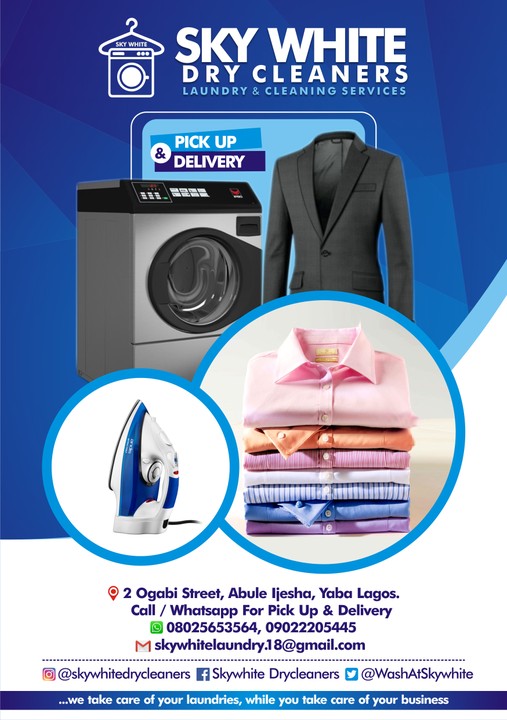 SKY WHITE
SKY WHITE
DRY CLEANERS
LAUNDRY & CLEANING SERVICES
PICK UP
& DELIVERY
2 Ogabi Street, Abule Ijesha, Yaba Lagos.
Call / Whatsapp For Pick Up & Delivery
08025653564, 09022205445
skywhitelaundry.18@gmail.com
@skywhitedrycleaners Skywhite Drycleaners @WashAtSkywhite
...we take care of your laundries, while you take care of your business